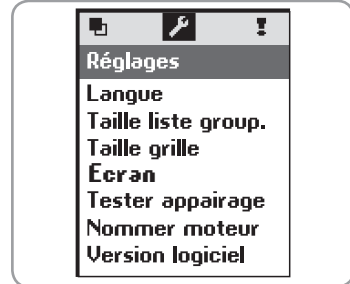 Réglages
Langue
Taille liste group.
Taille grille
Ecran
Tester appairage
Nommer moteur
Version logiciel